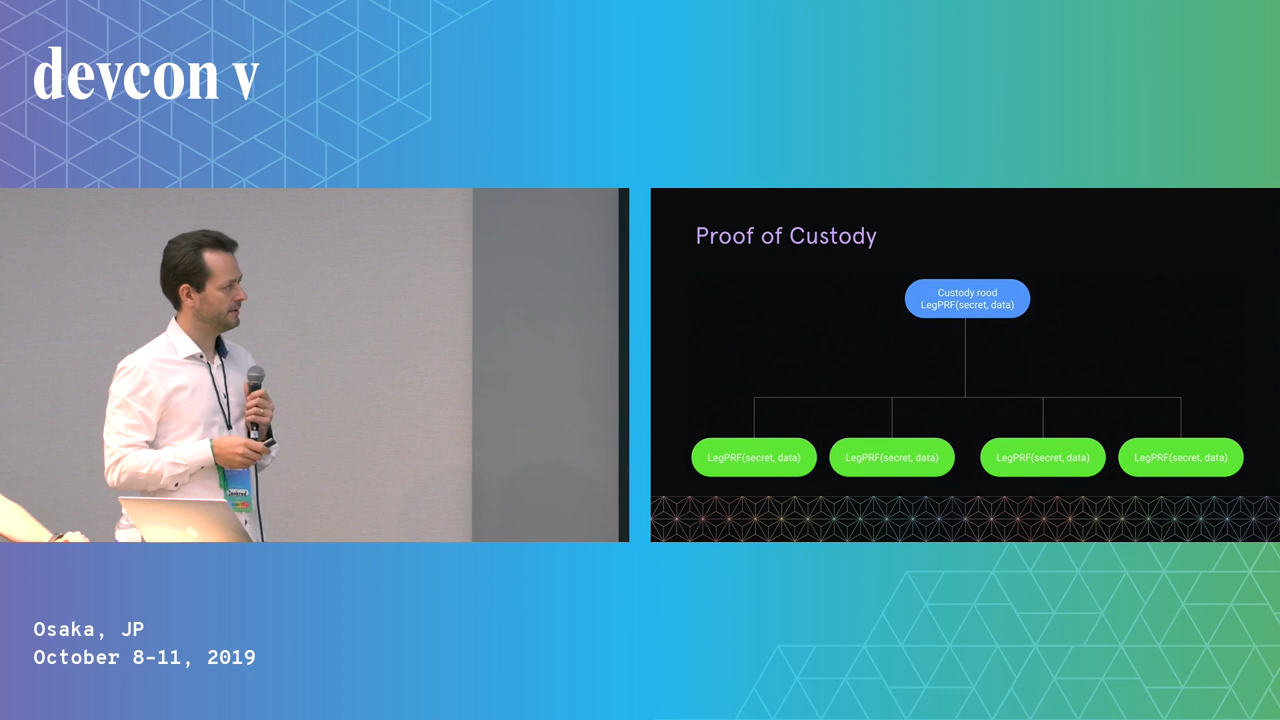 devcon v
Proof of Custody
Custody rood
LegPRF(secret, data)
LegPRF(secret, data)
LegPRF(secret, data)
LegPRF(secret, data)
LegPRF(secret, data)
Dankrad
Osaka, JP
October 8-11, 2019